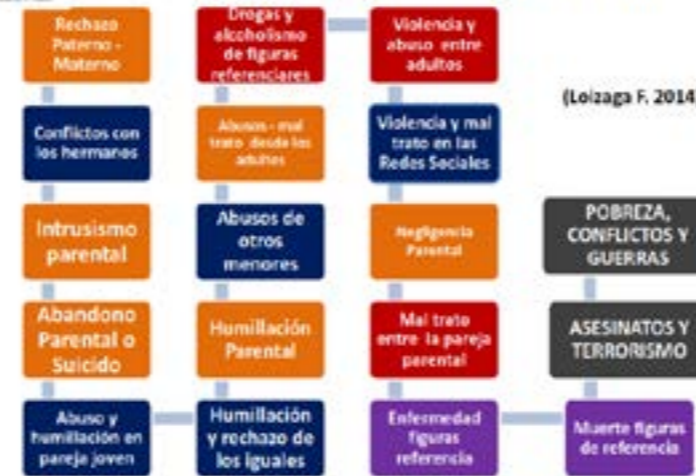 Rechazo
Paterno -
Materno
Conflictos con
los hermanos
Intrusismo
parental
Abandono
Parental o
Suicido
Abuso y
humillación en
pareja joven
Drogas y
alcoholismo
de figuras
referenciares
Abusos - mal
trato desde los
adultos
Abusos de
otros
menores
Humillación
Parental
Humillación
y rechazo de
los iguales
Violencia y
abuso entre
adultos
Violencia y mal
trato en las
Redes Sociales
Negligencia
Parental
Mal trato
entre la pareja
parental
Enfermedad
figuras
referencia
(Loizaga F. 2014)
POBREZA,
CONFLICTOS Y
GUERRAS
ASESINATOS Y
TERRORISMO
Muerte figuras
de referencia